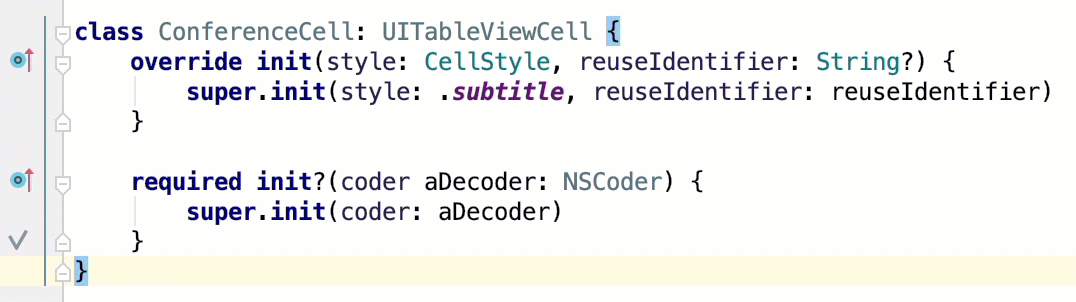 class ConferenceCell: UITableViewCell {
    override init(style: CellStyle, reuseIdentifier: String?) {
        super.init(style: .subtitle, reuseIdentifier: reuseIdentifier)
    }

    required init?(coder aDecoder: NSCoder) {
        super.init(coder: aDecoder)
    }
}